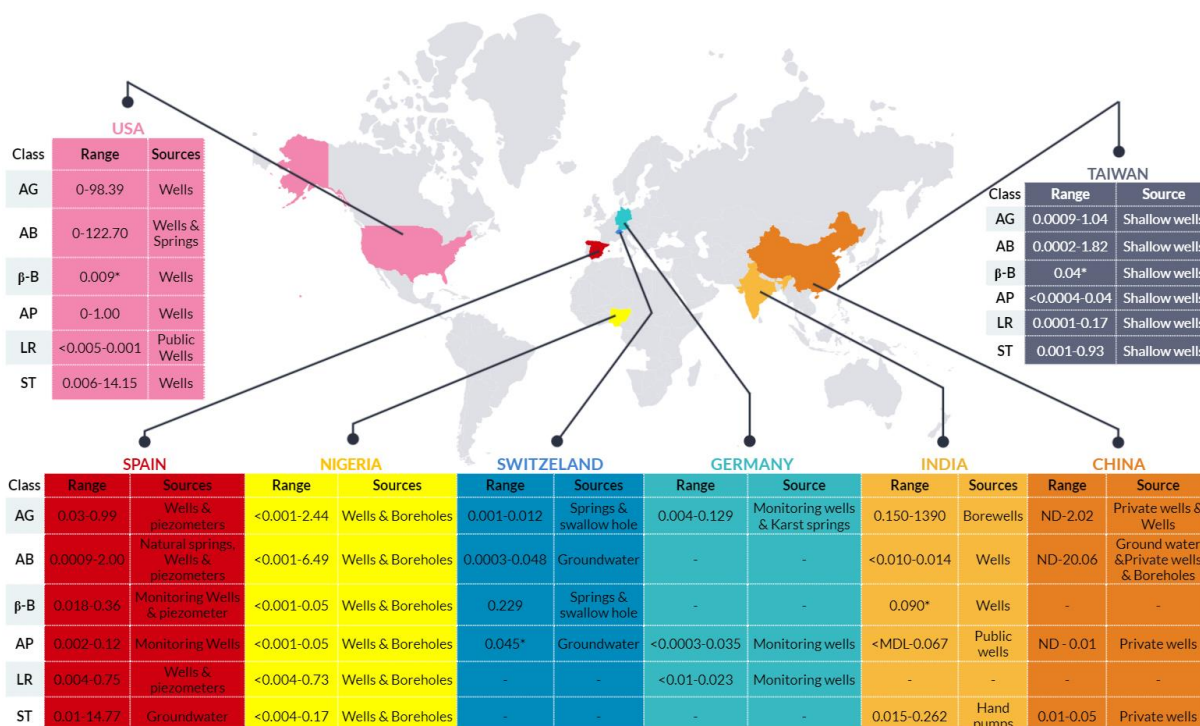 USA
Class Range Sources
AG 0-98.39 Wells
AB 0-122.70 Wells & Springs
β-B 0.009* Wells
AP 0-1.00 Wells
LR <0.005-0.001 Public Wells
ST 0.006-14.15 Wells
TAIWAN
Class Range Source
AG 0.0009-1.04 Shallow wells
AB 0.0002-1.82 Shallow wells
β-B 0.04* Shallow wells
AP <0.0004-0.04 Shallow wells
LR 0.0001-0.17 Shallow wells
ST 0.001-0.93 Shallow wells
SPAIN NIGERIA SWITZELAND GERMANY INDIA CHINA
Class Range Sources Range Sources Range Sources Range Source Range Sources Range Source
AG 0.03-0.99 Wells & piezometers <0.001-2.44 Wells & Boreholes 0.001-0.012 Springs & swallow hole 0.004-0.129 Monitoring wells & Karst springs 0.150-1390 Borewells ND-2.02 Private wells & Wells
AB 0.0009-2.00 Natural springs, Wells & piezometers <0.001-6.49 Wells & Boreholes 0.0003-0.048 Groundwater - - <0.010-0.014 Wells ND-20.06 Ground water &Private wells & Boreholes
β-B 0.018-0.36 Monitoring Wells & piezometer <0.001-0.05 Wells & Boreholes 0.229 Springs & swallow hole - - 0.090* Wells - -
AP 0.002-0.12 Monitoring Wells <0.001-0.05 Wells & Boreholes 0.045* Groundwater <0.0003-0.035 Monitoring wells <MDL-0.067 Public wells ND - 0.01 Private wells
LR 0.004-0.75 Wells & piezometers <0.004-0.73 Wells & Boreholes - - <0.01-0.023 Monitoring wells - - - -
ST 0.01-14.77 Groundwater <0.004-0.17 Wells & Boreholes - - - - 0.015-0.262 Hand pumps 0.01-0.05 Private wells